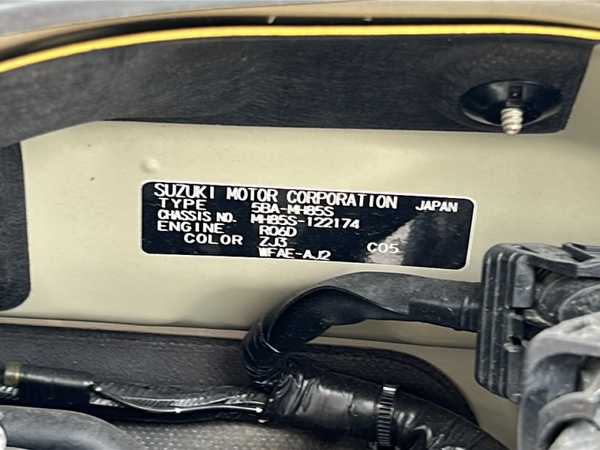 SUZUKI MOTOR CORPORATION JAPAN
TYPE 5BA-MH85S
CHASSIS NO. MH85S-122174
ENGINE R06D
COLOR ZJ3 C05
WFAE-AJ2